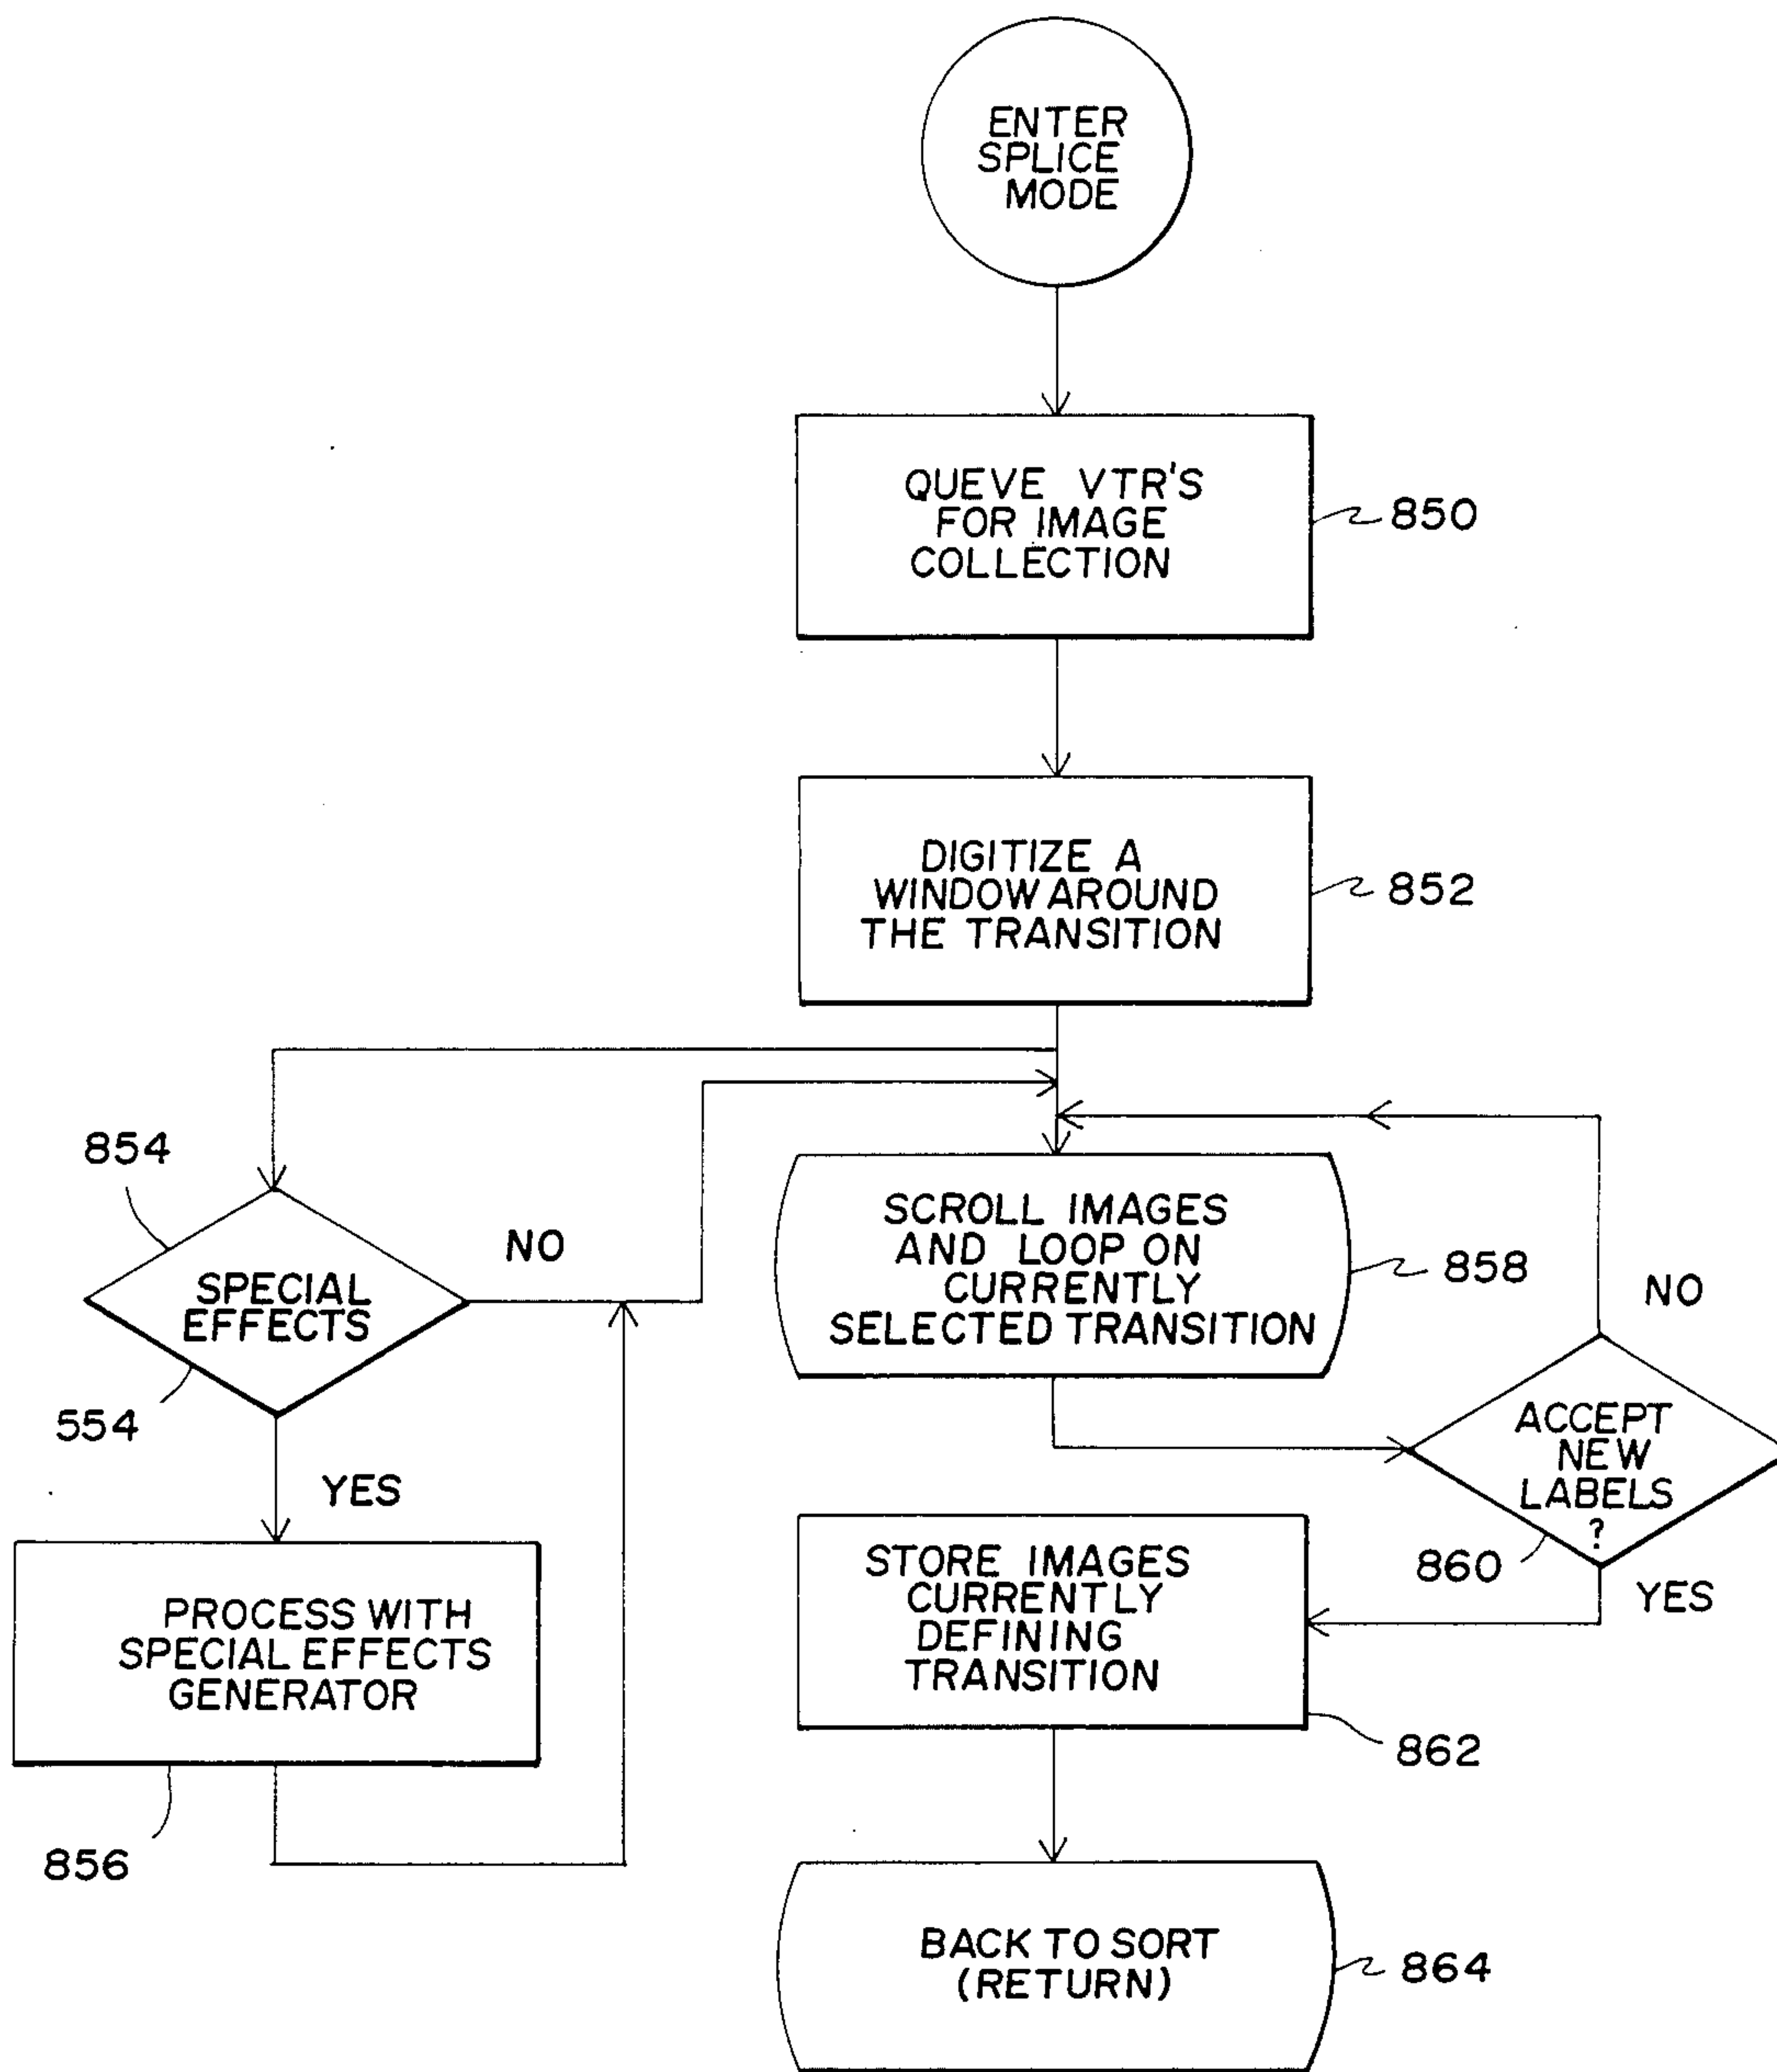 ENTER
SPLICE
MODE
QUEVE VTR'S
FOR IMAGE
COLLECTION
850
DIGITIZE A
WINDOW AROUND
THE TRANSITION
852
854
SPECIAL
EFFECTS
NO
554
YES
PROCESS WITH
SPECIAL EFFECTS
GENERATOR
856
SCROLL IMAGES
AND LOOP ON
CURRENTLY
SELECTED TRANSITION
858
NO
ACCEPT
NEW
LABELS
?
860
YES
STORE IMAGES
CURRENTLY
DEFINING
TRANSITION
862
BACK TO SORT
(RETURN)
864